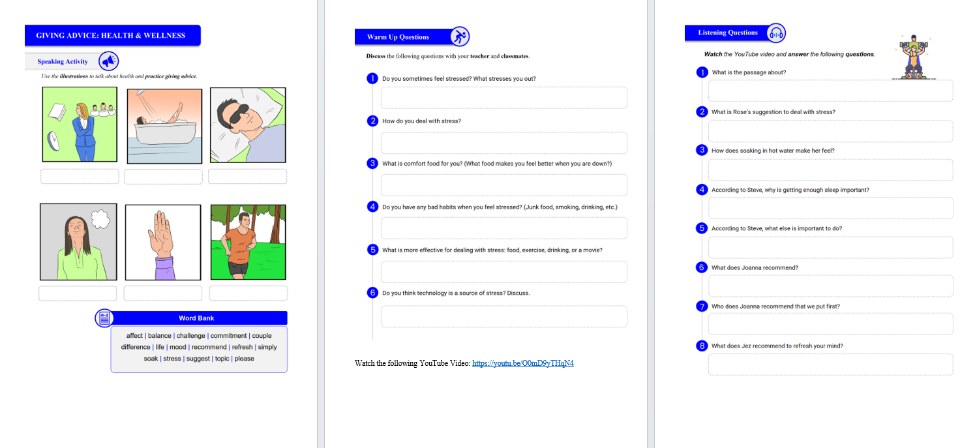 GIVING ADVICE: HEALTH & WELLNESS
Speaking Activity
Use the illustrations to talk about health and practice giving advice.
Word Bank
affect | balance | challenge | commitment | couple
difference | life | mood | recommend | refresh | simply
soak | stress | suggest | topic | please
Warm Up Questions
Discuss the following questions with your teacher and classmates.
1 Do you sometimes feel stressed? What stresses you out?
2 How do you deal with stress?
3 What is comfort food for you? (What food makes you feel better when you are down?)
4 Do you have any bad habits when you feel stressed? (Junk food, smoking, drinking, etc.)
5 What is more effective for dealing with stress: food, exercise, drinking, or a movie?
6 Do you think technology is a source of stress? Discuss.
Watch the following YouTube Video: https://youtu.be/O0mD9yTHqN4
Listening Questions
Watch the YouTube video and answer the following questions.
1 What is the passage about?
2 What is Rose's suggestion to deal with stress?
3 How does soaking in hot water make her feel?
4 According to Steve, why is getting enough sleep important?
5 According to Steve, what else is important to do?
6 What does Joanna recommend?
7 Who does Joanna recommend that we put first?
8 What does Jez recommend to refresh your mind?